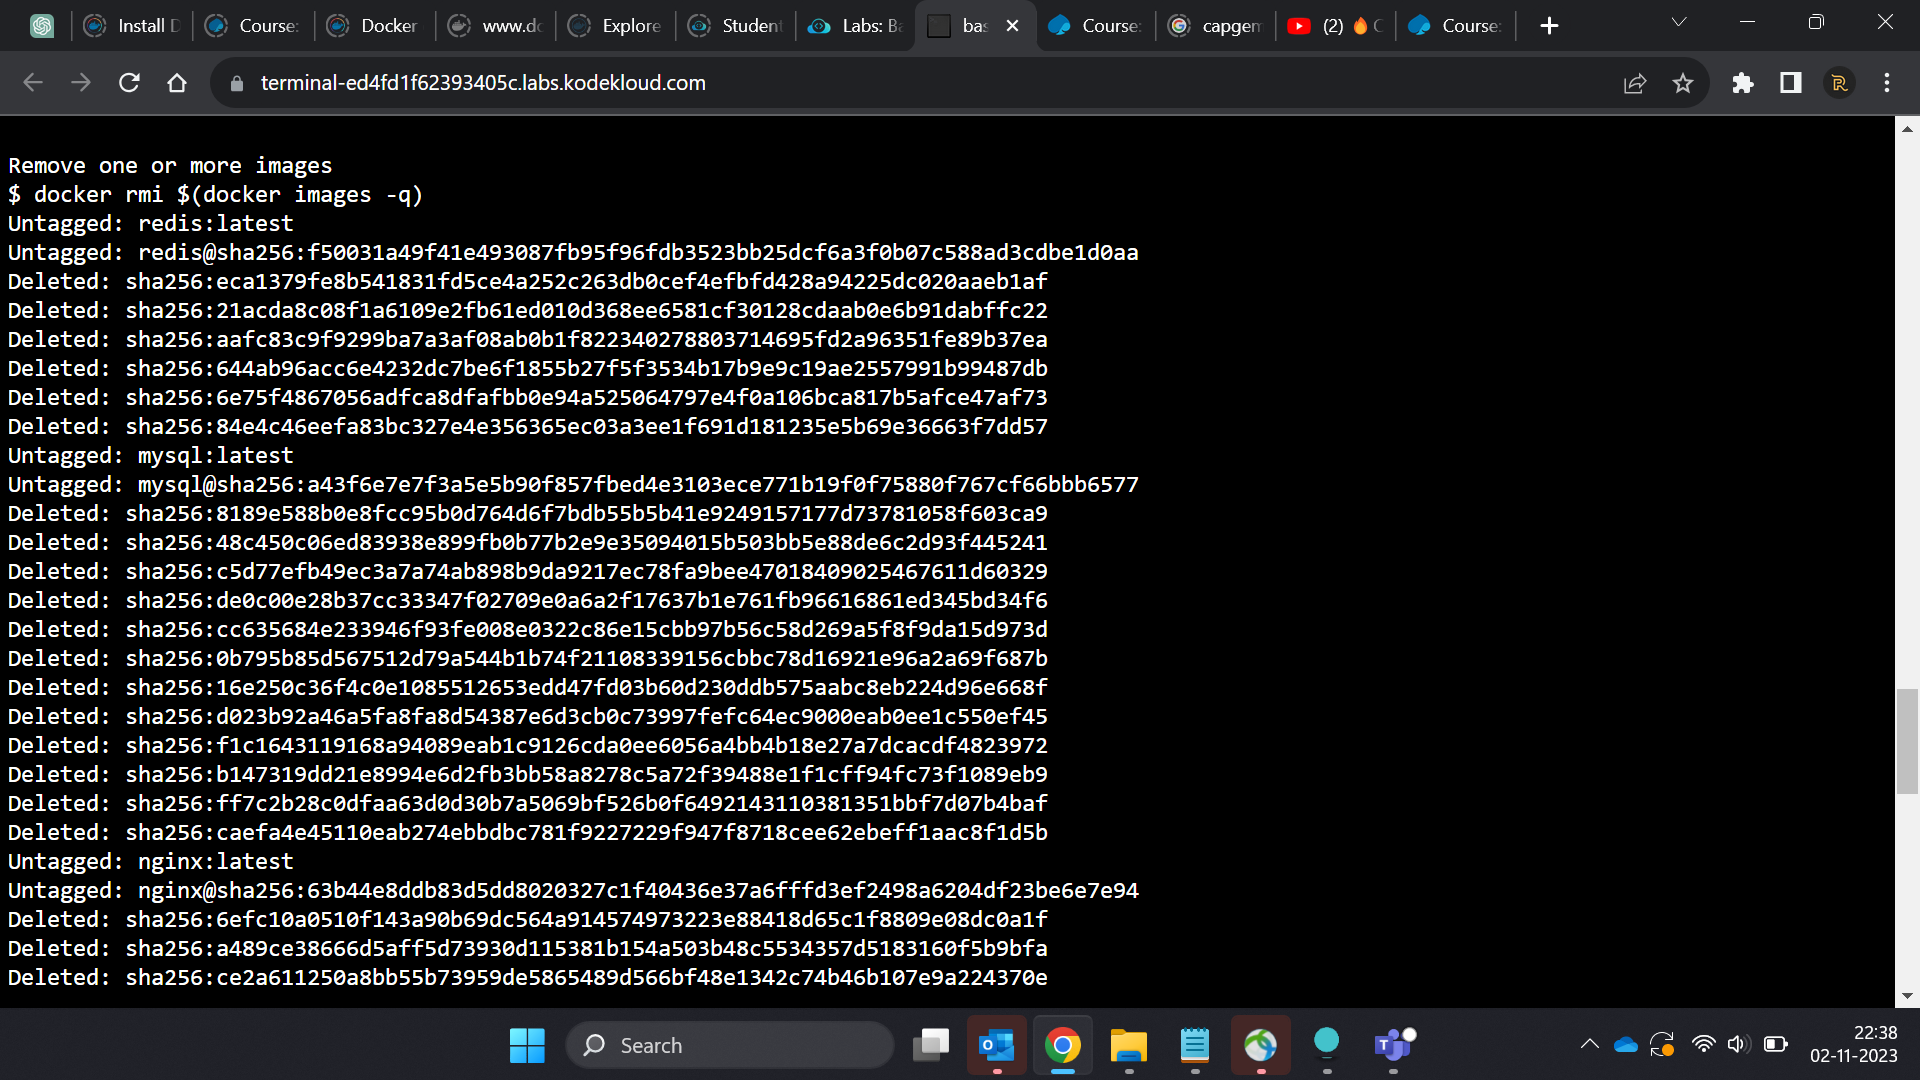 Install D
Course:
Docker
www.do
Explore
Student
Labs: Ba
bas
Course:
capgem
(2)
Course:
terminal-ed4fd1f62393405c.labs.kodekloud.com
Remove one or more images
$ docker rmi $(docker images -q)
Untagged: redis:latest
Untagged: redis@sha256:f50031a49f41e493087fb95f96fdb3523bb25dcf6a3f0b07c588ad3cdbe1d0aa
Deleted: sha256:eca1379fe8b541831fd5ce4a252c263db0cef4efbfd428a94225dc020aaeb1af
Deleted: sha256:21acda8c08f1a6109e2fb61ed010d368ee6581cf30128cdaab0e6b91dabffc22
Deleted: sha256:aafc83c9f9299ba7a3af08ab0b1f822340278803714695fd2a96351fe89b37ea
Deleted: sha256:644ab96acc6e4232dc7be6f1855b27f5f3534b17b9e9c19ae2557991b99487db
Deleted: sha256:6e75f4867056adfca8dfafbb0e94a525064797e4f0a106bca817b5afce47af73
Deleted: sha256:84e4c46eefa83bc327e4e356365ec03a3ee1f691d181235e5b69e36663f7dd57
Untagged: mysql:latest
Untagged: mysql@sha256:a43f6e7e7f3a5e5b90f857fbed4e3103ece771b19f0f75880f767cf66bbb6577
Deleted: sha256:8189e588b0e8fcc95b0d764d6f7bdb55b5b41e9249157177d73781058f603ca9
Deleted: sha256:48c450c06ed83938e899fb0b77b2e9e35094015b503bb5e88de6c2d93f445241
Deleted: sha256:c5d77efb49ec3a7a74ab898b9da9217ec78fa9bee47018409025467611d60329
Deleted: sha256:de0c00e28b37cc33347f02709e0a6a2f17637b1e761fb96616861ed345bd34f6
Deleted: sha256:cc635684e233946f93fe008e0322c86e15cbb97b56c58d269a5f8f9da15d973d
Deleted: sha256:0b795b85d567512d79a544b1b74f21108339156cbbc78d16921e96a2a69f687b
Deleted: sha256:16e250c36f4c0e1085512653edd47fd03b60d230ddb575aabc8eb224d96e668f
Deleted: sha256:d023b92a46a5fa8fa8d54387e6d3cb0c73997fefc64ec9000eab0ee1c550ef45
Deleted: sha256:f1c1643119168a94089eab1c9126cda0ee6056a4bb4b18e27a7dcacdf4823972
Deleted: sha256:b147319dd21e8994e6d2fb3bb58a8278c5a72f39488e1f1cff94fc73f1089eb9
Deleted: sha256:ff7c2b28c0dfaa63d0d30b7a5069bf526b0f6492143110381351bbf7d07b4baf
Deleted: sha256:caefa4e45110eab274ebbdbc781f9227229f947f8718cee62ebeff1aac8f1d5b
Untagged: nginx:latest
Untagged: nginx@sha256:63b44e8ddb83d5dd8020327c1f40436e37a6fffd3ef2498a6204df23be6e7e94
Deleted: sha256:6efc10a0510f143a90b69dc564a914574973223e88418d65c1f8809e08dc0a1f
Deleted: sha256:a489ce38666d5aff5d73930d115381b154a503b48c5534357d5183160f5b9bfa
Deleted: sha256:ce2a611250a8bb55b73959de5865489d566bf48e1342c74b46b107e9a224370e
Search
22:38
02-11-2023